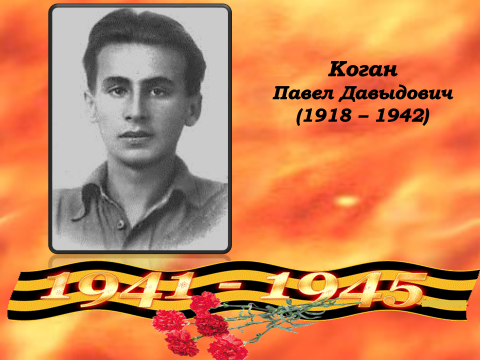 Коган
Павел Давыдович
(1918 – 1942)
1941 - 1945